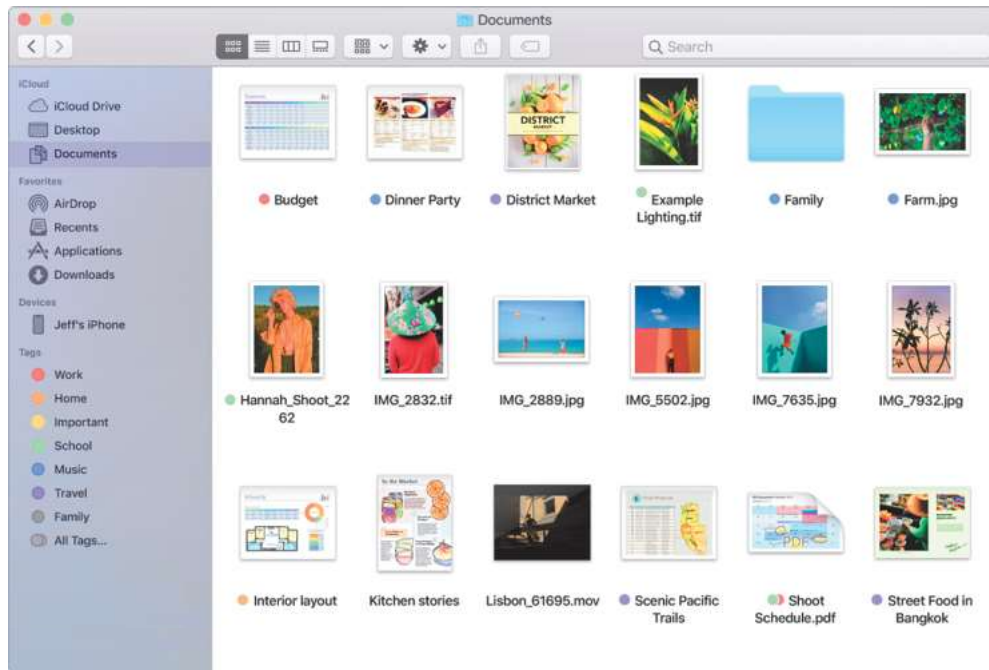 Documents
Search
iCloud
iCloud Drive
Desktop
Documents
Favorites
AirDrop
Recents
Applications
Downloads
Devices
Jeff's iPhone
Tags
Work
Home
Important
School
Music
Travel
Family
All Tags...
DISTRICT
MARKET
Budget
Dinner Party
District Market
Example
Lighting.tif
Family
Farm.jpg
Hannah_Shoot_22
62
IMG_2832.tif
IMG_2889.jpg
IMG_5502.jpg
IMG_7635.jpg
IMG_7932.jpg
PDF
Interior layout
Kitchen stories
Lisbon_61695.mov
Scenic Pacific
Trails
Shoot
Schedule.pdf
Street Food in
Bangkok